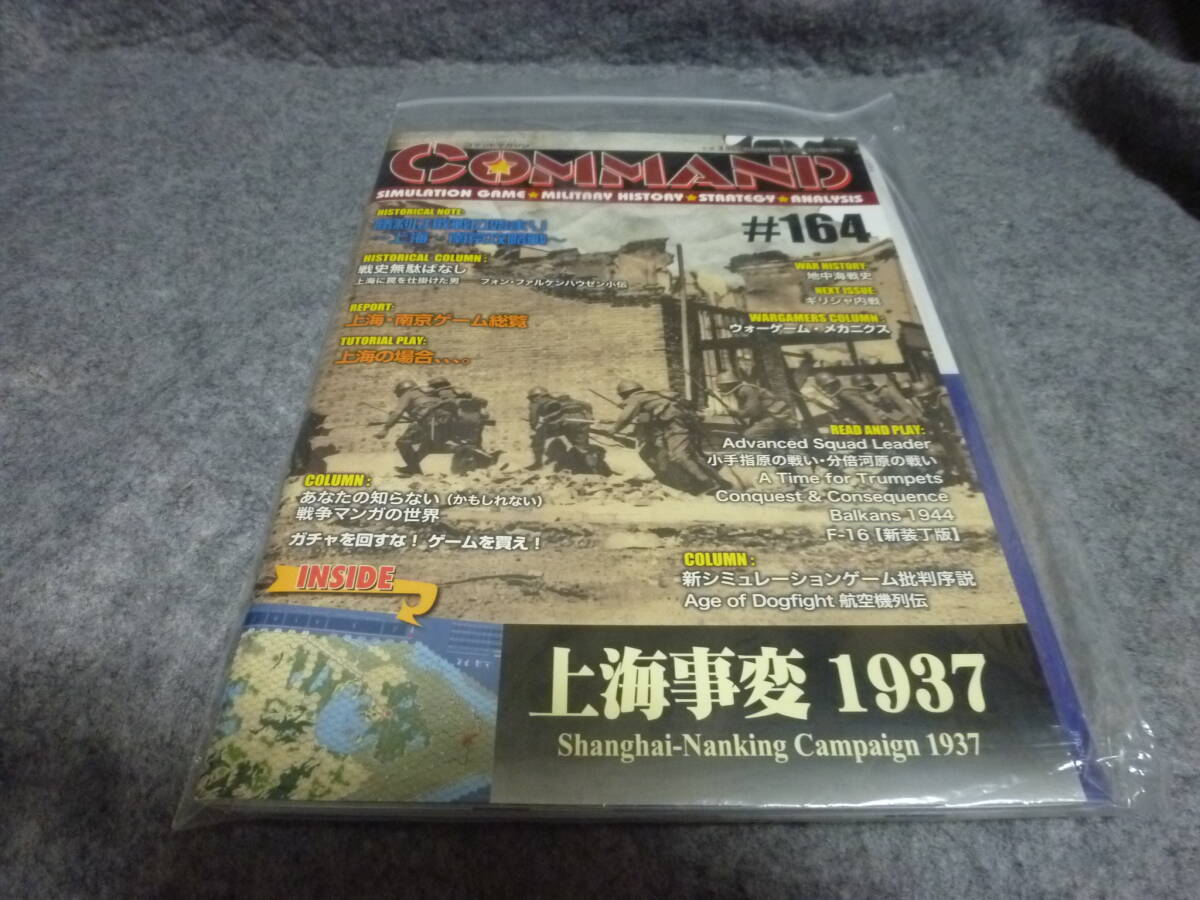 COMMAND
SIMULATION GAME★MILITARY HISTORY★STRATEGY★ANALYSIS
#164
HISTORICAL NOTE:
～上海～南京攻略戦～
HISTORICAL COLUMN:
戦史無駄ばなし
上海に罠を仕掛けた男 フォン・ファルケンハウゼン小伝
REPORT:
上海・南京ゲーム総覧
TUTORIAL PLAY:
上海の場合、、、。
WAR HISTORY:
地中海戦史
NEXT ISSUE:
ギリシャ内戦
WARGAMERS COLUMN:
ウォーゲーム・メカニクス
READ AND PLAY:
Advanced Squad Leader
小手指原の戦い・分倍河原の戦い
A Time for Trumpets
Conquest & Consequence
Balkans 1944
F-16【新装丁版】
COLUMN:
あなたの知らない（かもしれない）
戦争マンガの世界
ガチャを回すな！ ゲームを買え！
COLUMN:
新シミュレーションゲーム批判序説
Age of Dogfight 航空機列伝
INSIDE
上海事変 1937
Shanghai-Nanking Campaign 1937